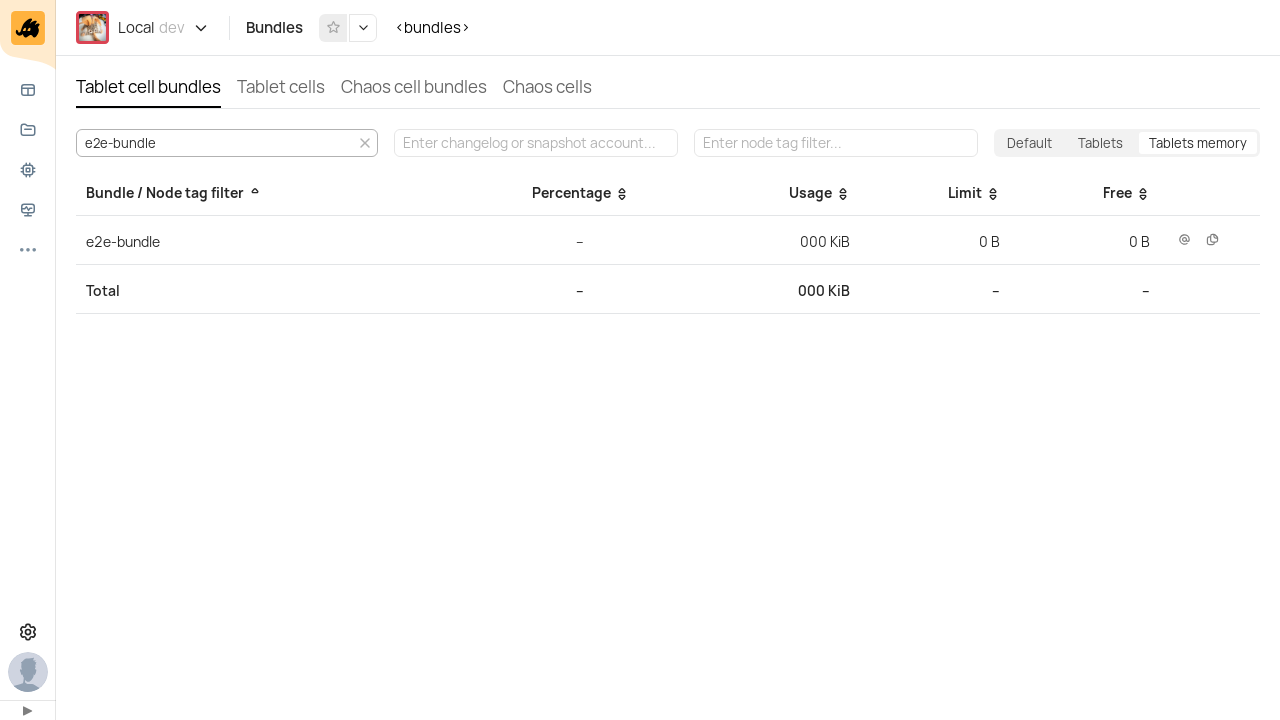 Local dev Bundles <bundles>
Tablet cell bundles Tablet cells Chaos cell bundles Chaos cells
e2e-bundle Enter changelog or snapshot account... Enter node tag filter... Default Tablets Tablets memory
Bundle / Node tag filter Percentage Usage Limit Free
e2e-bundle – 000 KiB 0 B 0 B
Total – 000 KiB – –